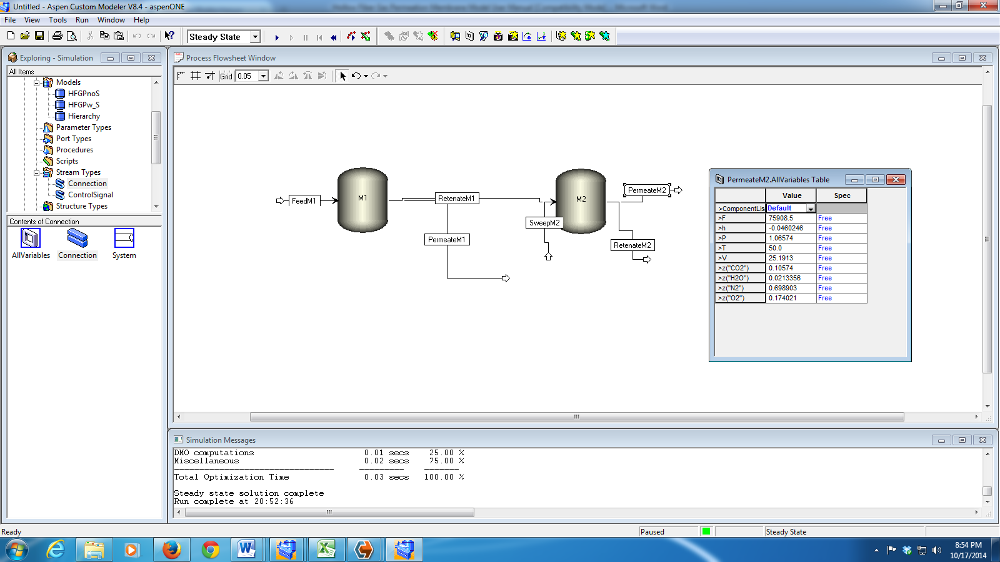 Untitled - Aspen Custom Modeler V8.4 - aspenONE
File View Tools Run Window Help
Steady State
Exploring - Simulation
All Items
Models
HFGPnoS
HFGPw_S
Hierarchy
Parameter Types
Port Types
Procedures
Scripts
Stream Types
Connection
ControlSignal
Structure Types
Contents of Connection
AllVariables Connection System
Process Flowsheet Window
Grid 0.05
FeedM1
M1
RetenateM1
PermeateM1
SweepM2
M2
PermeateM2
RetenateM2
PermeateM2.AllVariables Table
Value Spec
>ComponentLis Default
>F 75908.5 Free
>h -0.0460246 Free
>P 1.06574 Free
>T 50.0 Free
>V 25.1913 Free
>z("CO2") 0.10574 Free
>z("H2O") 0.0213356 Free
>z("N2") 0.698903 Free
>z("O2") 0.174021 Free
Simulation Messages
DMO computations 0.01 secs 25.00 %
Miscellaneous 0.02 secs 75.00 %
Total Optimization Time 0.03 secs 100.00 %
Steady state solution complete
Run complete at 20:52:36
Ready
Paused
Steady State
8:54 PM
10/17/2014